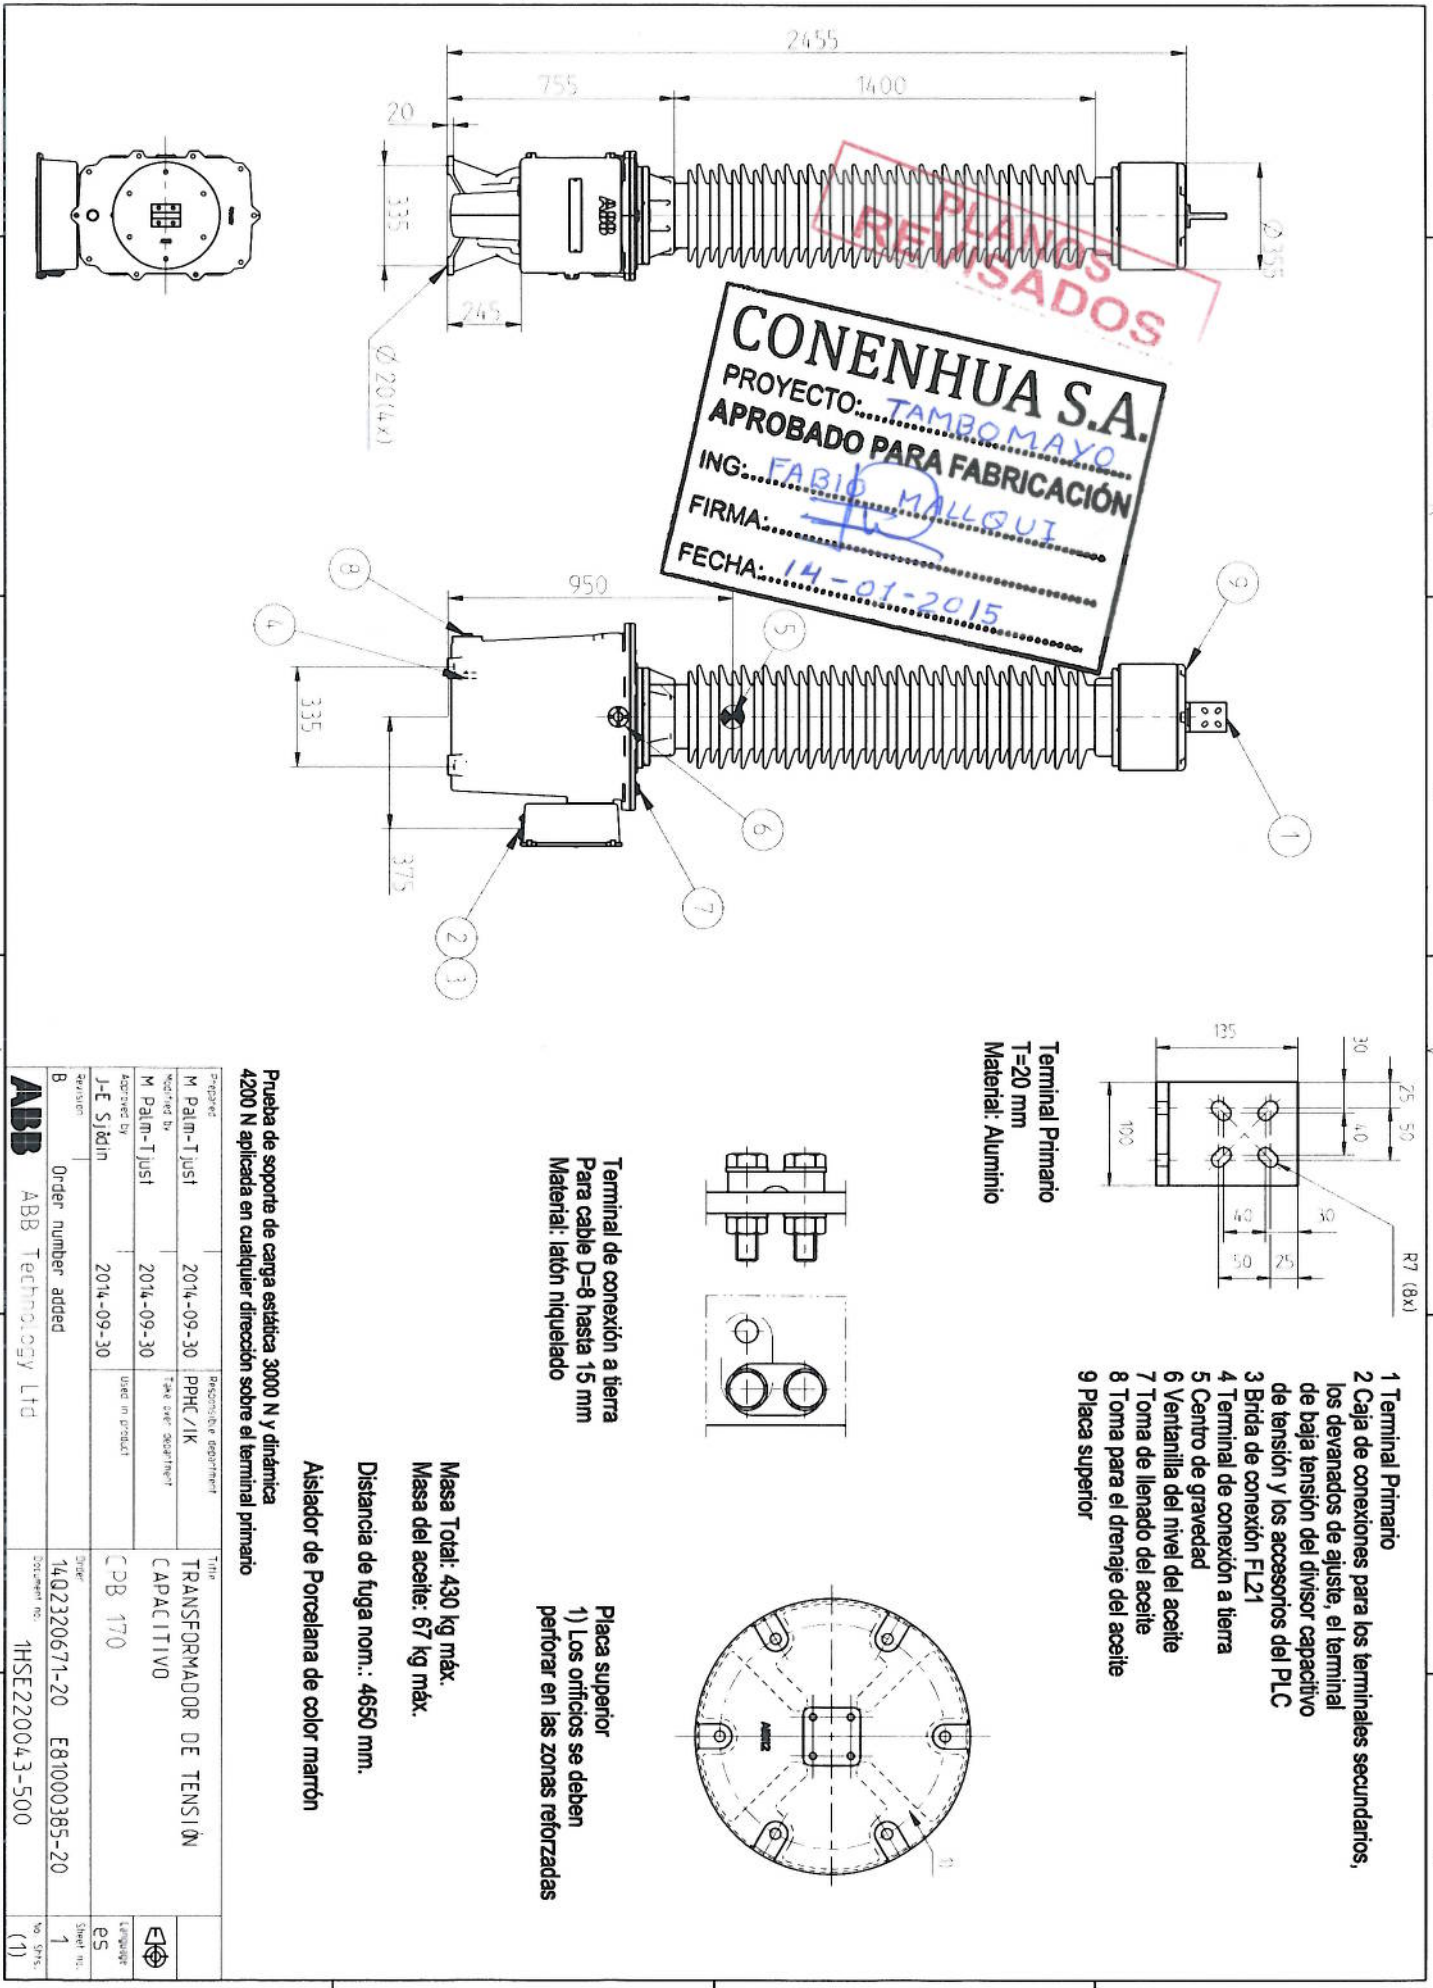 2455
755
1400
20
335
245
Ø 20(4x)
Ø355
ABB
PLANOS
REVISADOS
CONENHUA S.A.
PROYECTO: TAMBOMAYO
APROBADO PARA FABRICACIÓN
ING: FABIO MALLQUI
FIRMA:
FECHA: 14-01-2015
950
335
375
8
4
5
9
6
7
1
2
3
135
30
25
50
40
100
40
30
50
25
R7 (8x)
Terminal Primario
T=20 mm
Material: Aluminio
1 Terminal Primario
2 Caja de conexiones para los terminales secundarios,
los devanados de ajuste, el terminal
de baja tensión del divisor capacitivo
de tensión y los accesorios del PLC
3 Brida de conexión FL21
4 Terminal de conexión a tierra
5 Centro de gravedad
6 Ventanilla del nivel del aceite
7 Toma de llenado del aceite
8 Toma para el drenaje del aceite
9 Placa superior
Terminal de conexión a tierra
Para cable D=8 hasta 15 mm
Material: latón niquelado
1)
Placa superior
1) Los orificios se deben
perforar en las zonas reforzadas
Masa Total: 430 kg máx.
Masa del aceite: 67 kg máx.
Distancia de fuga nom.: 4650 mm.
Aislador de Porcelana de color marrón
Prueba de soporte de carga estática 3000 N y dinámica
4200 N aplicada en cualquier dirección sobre el terminal primario
Prepared
M Palm-Tjust 2014-09-30
Responsible department
PPHC/IK
Title
TRANSFORMADOR DE TENSIÓN
CAPACITIVO
Modified by
M Palm-Tjust 2014-09-30
Take over department
Approved by
J-E Sjödin 2014-09-30
Used in product
CPB 170
Language
es
Revision
B Order number added
Order
14Q2320671-20 E81000385-20
Sheet no.
1
ABB ABB Technology Ltd
Document no.
1HSE220043-500
No. Shts.
(1)